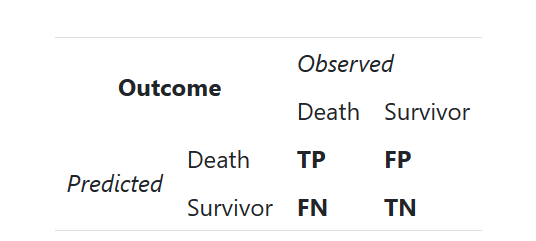 Observed
Outcome
Death Survivor
Death TP FP
Predicted
Survivor FN TN